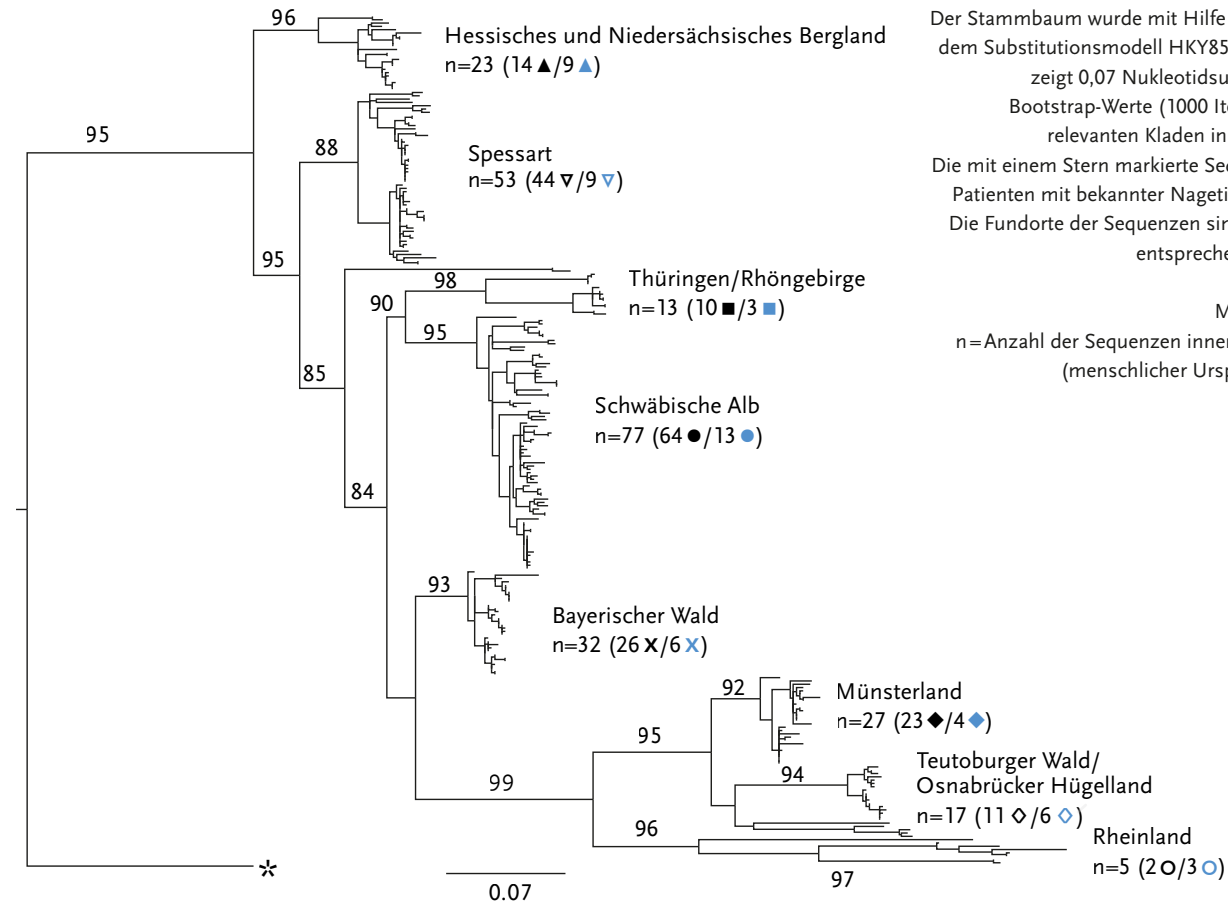 96
Hessisches und Niedersächsisches Bergland
n=23 (14 ▲/9 ▲)
95
88
Spessart
n=53 (44 ▽/9 ▽)
95
98
Thüringen/Rhöngebirge
n=13 (10 ■/3 ■)
90
95
85
Schwäbische Alb
n=77 (64 ●/13 ●)
84
93
Bayerischer Wald
n=32 (26 x/6 x)
92
Münsterland
n=27 (23 ◆/4 ◆)
95
94
Teutoburger Wald/
Osnabrücker Hügelland
n=17 (11 ◇/6 ◇)
99
96
Rheinland
n=5 (2 O/3 O)
97
*
0.07
Der Stammbaum wurde mit Hilfe
dem Substitutionsmodell HKY85
zeigt 0,07 Nukleotidsu
Bootstrap-Werte (1000 Ite
relevanten Kladen in
Die mit einem Stern markierte Sec
Patienten mit bekannter Nageti
Die Fundorte der Sequenzen sin
entspreche
M
n=Anzahl der Sequenzen inner
(menschlicher Ursp